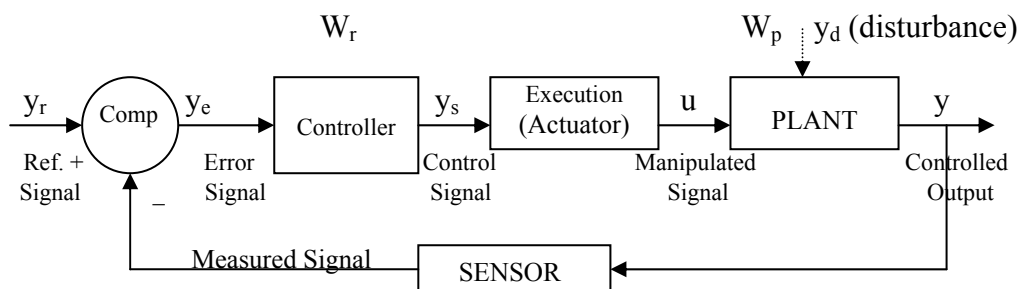 W_r
W_p
y_d (disturbance)
y_r
Comp
y_e
Controller
y_s
Execution
(Actuator)
u
PLANT
y
Ref. +
Signal
Error
Signal
Control
Signal
Manipulated
Signal
Controlled
Output
–
Measured Signal
SENSOR